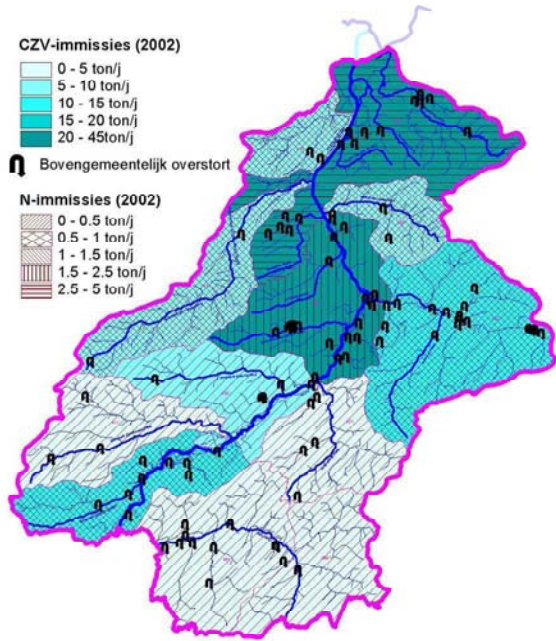 CZV-immissies (2002)
0 - 5 ton/j
5 - 10 ton/j
10 - 15 ton/j
15 - 20 ton/j
20 - 45ton/j
Bovengemeentelijk overstort
N-immissies (2002)
0 - 0.5 ton/j
0.5 - 1 ton/j
1 - 1.5 ton/j
1.5 - 2.5 ton/j
2.5 - 5 ton/j